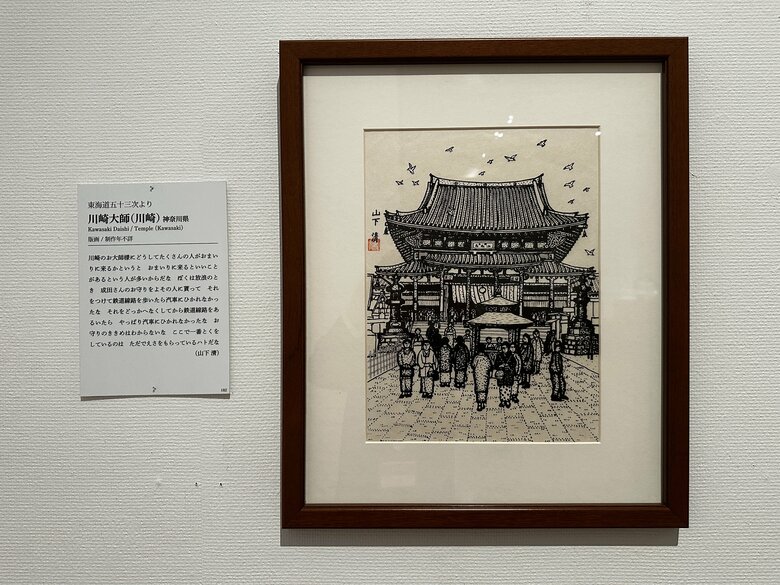 東海道五十三次より
川崎大師(川崎) 神奈川県
Kawasaki Daishi / Temple (Kawasaki)
版画 / 制作年不詳
川崎のお大師様にどうしてたくさんの人がおまい
りに来るかというと おまいりに来るといいこと
があるという人が多いからだな ぼくは放浪のと
き 成田さんのお守りをよその人に貰って それ
をつけて鉄道線路を歩いたら汽車にひかれなかっ
たな それをどっかへなくしてから鉄道線路をあ
るいたら やっぱり汽車にひかれなかったな お
守りのききめはわからないな ここで一番とくを
しているのは ただでえさをもらっているハトだな
(山下 清)
山下
清